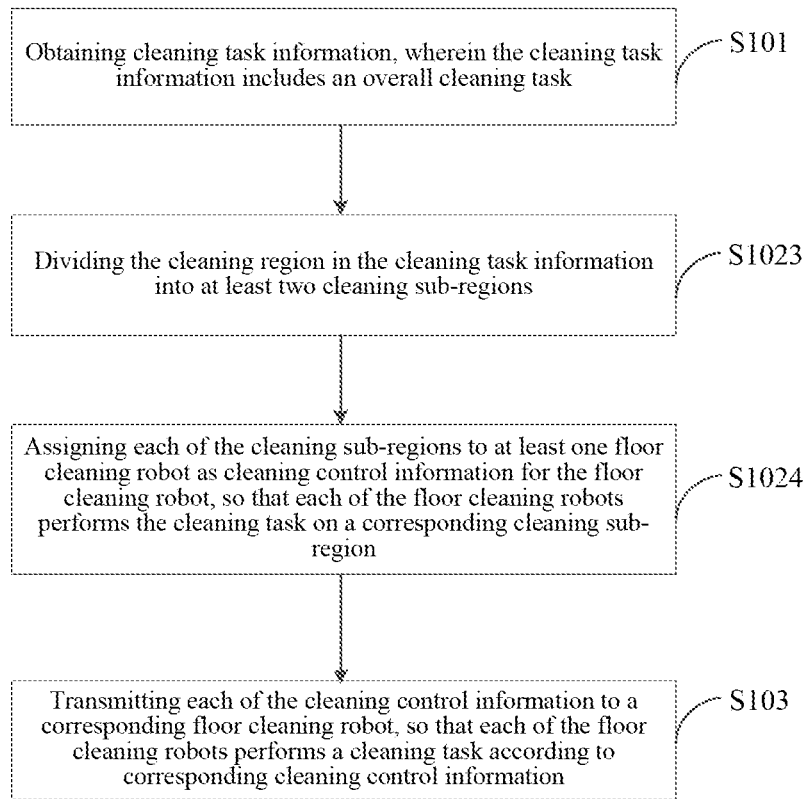 Obtaining cleaning task information, wherein the cleaning task
information includes an overall cleaning task
S101
Dividing the cleaning region in the cleaning task information
into at least two cleaning sub-regions
S1023
Assigning each of the cleaning sub-regions to at least one floor
cleaning robot as cleaning control information for the floor
cleaning robot, so that each of the floor cleaning robots
performs the cleaning task on a corresponding cleaning sub-
region
S1024
Transmitting each of the cleaning control information to a
corresponding floor cleaning robot, so that each of the floor
cleaning robots performs a cleaning task according to
corresponding cleaning control information
S103